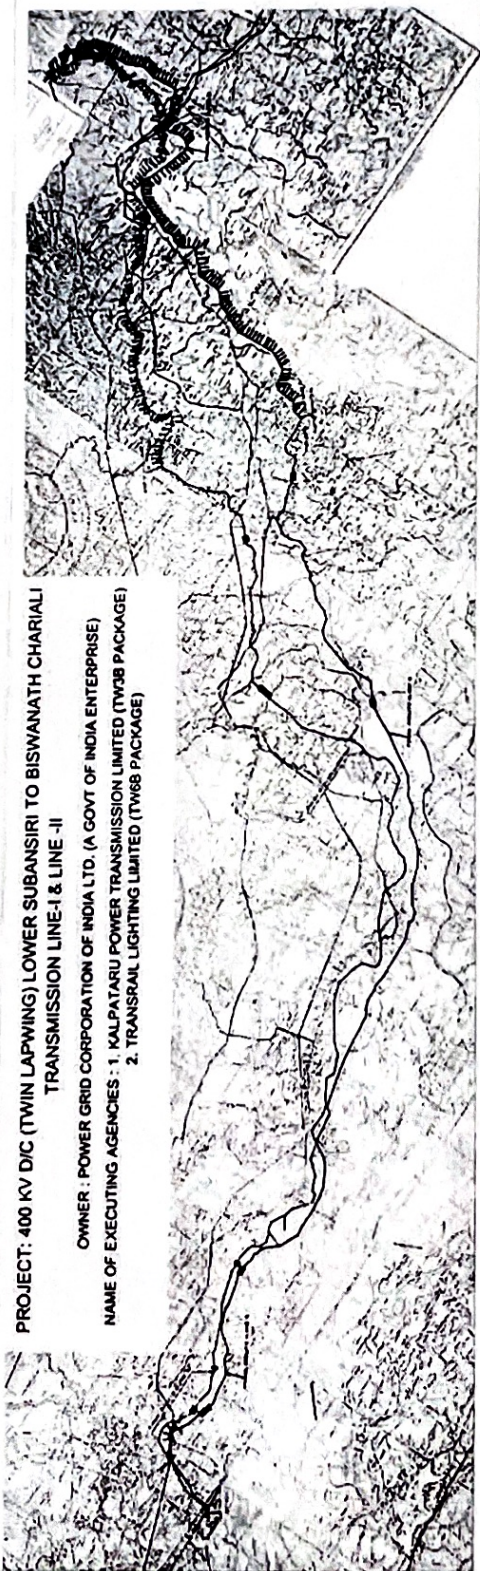 PROJECT: 400 KV D/C (TWIN LAPWING) LOWER SUBANSIRI TO BISWANATH CHARIALI
TRANSMISSION LINE-I & LINE -II
OWNER : POWER GRID CORPORATION OF INDIA LTD. (A GOVT OF INDIA ENTERPRISE)
NAME OF EXECUTING AGENCIES : 1. KALPATARU POWER TRANSMISSION LIMITED (TW3B PACKAGE)
2. TRANSRAIL LIGHTING LIMITED (TW6B PACKAGE)